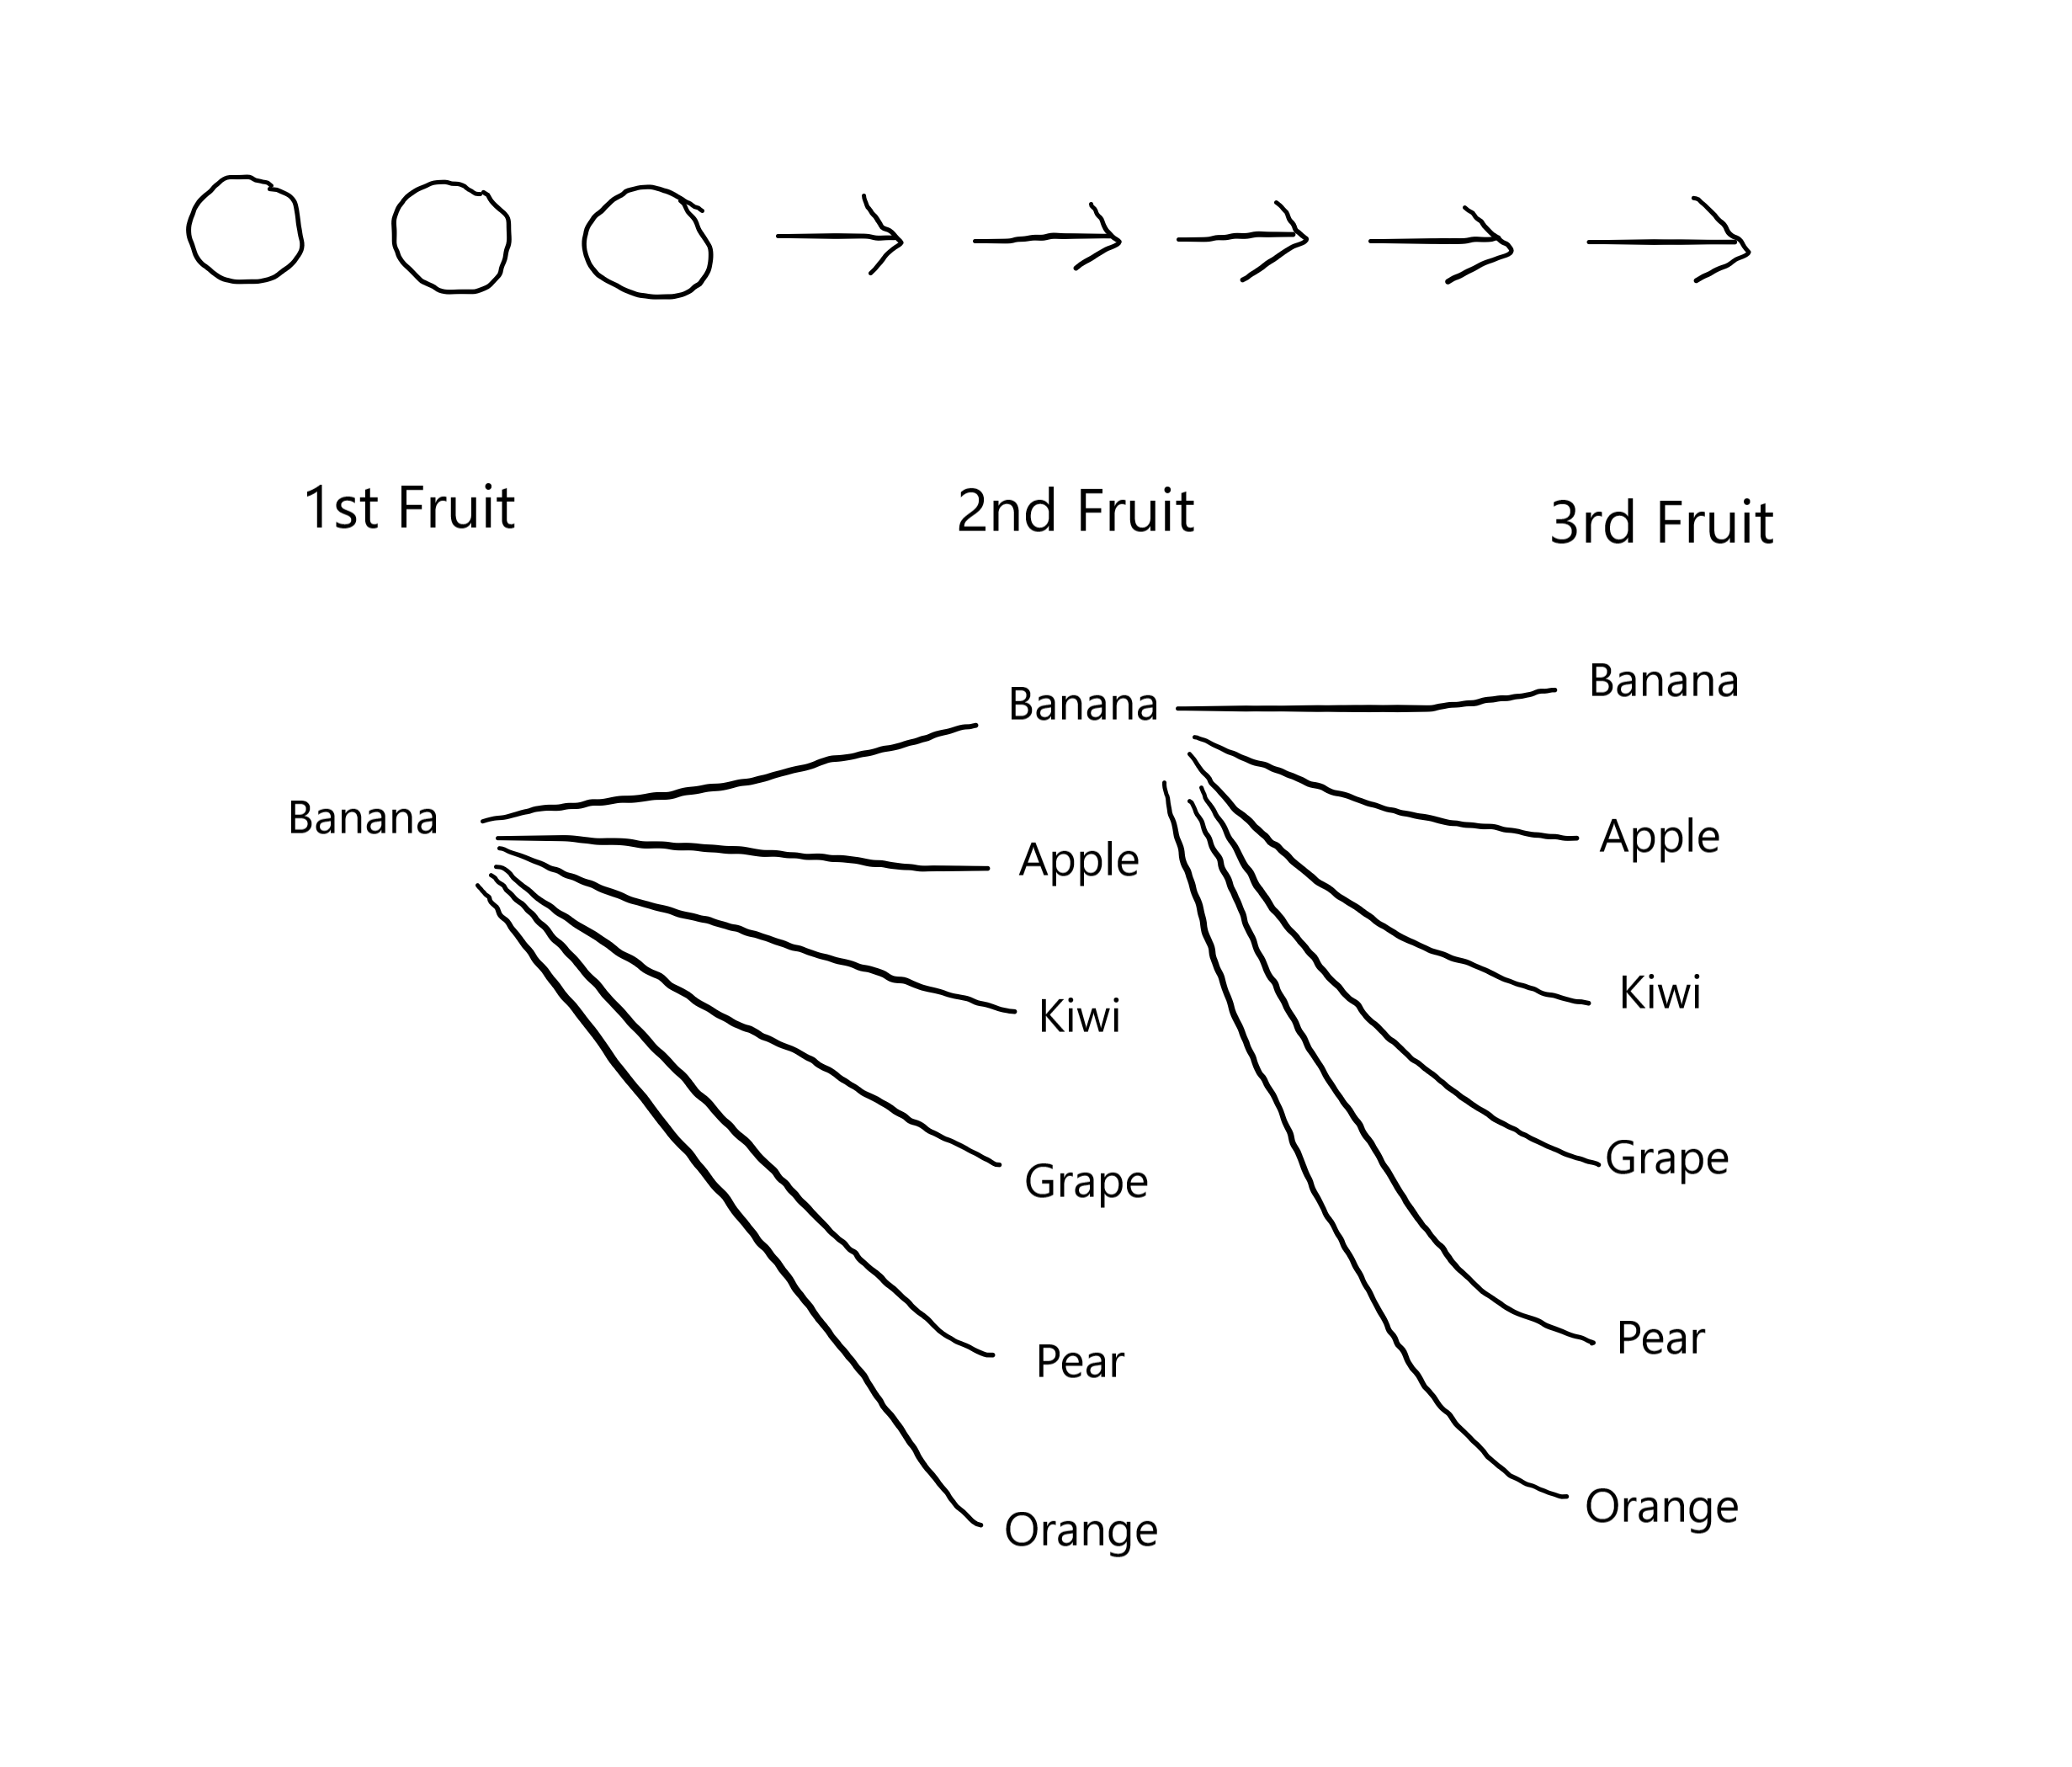 1st Fruit
2nd Fruit
3rd Fruit
Banana
Banana
Apple
Kiwi
Grape
Pear
Orange
Banana
Apple
Kiwi
Grape
Pear
Orange